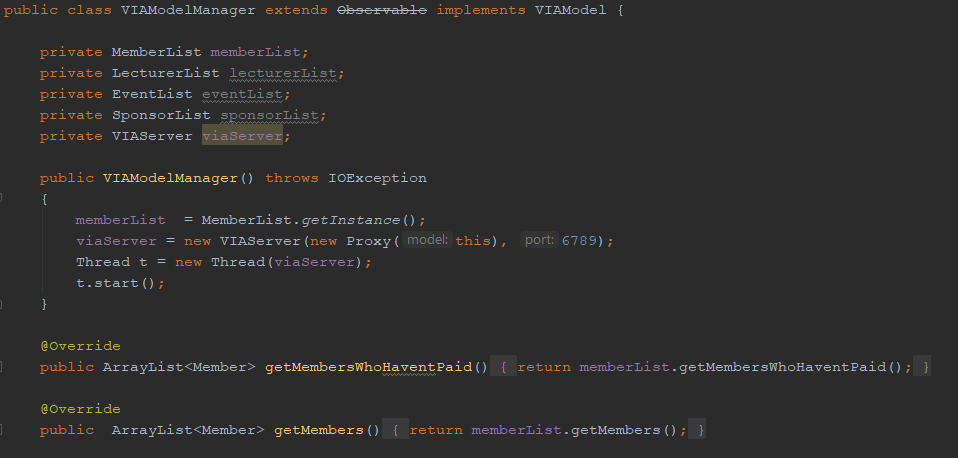 public class VIAModelManager extends Observable implements VIAModel {
private MemberList memberList;
private LecturerList lecturerList;
private EventList eventList;
private SponsorList sponsorList;
private VIAServer viaServer;
public VIAModelManager() throws IOException
{
memberList  = MemberList.getInstance();
viaServer = new VIAServer(new Proxy( model: this), port: 6789);
Thread t = new Thread(viaServer);
t.start();
}
@Override
public ArrayList<Member> getMembersWhoHaventPaid() { return memberList.getMembersWhoHaventPaid(); }
@Override
public  ArrayList<Member> getMembers() { return memberList.getMembers(); }